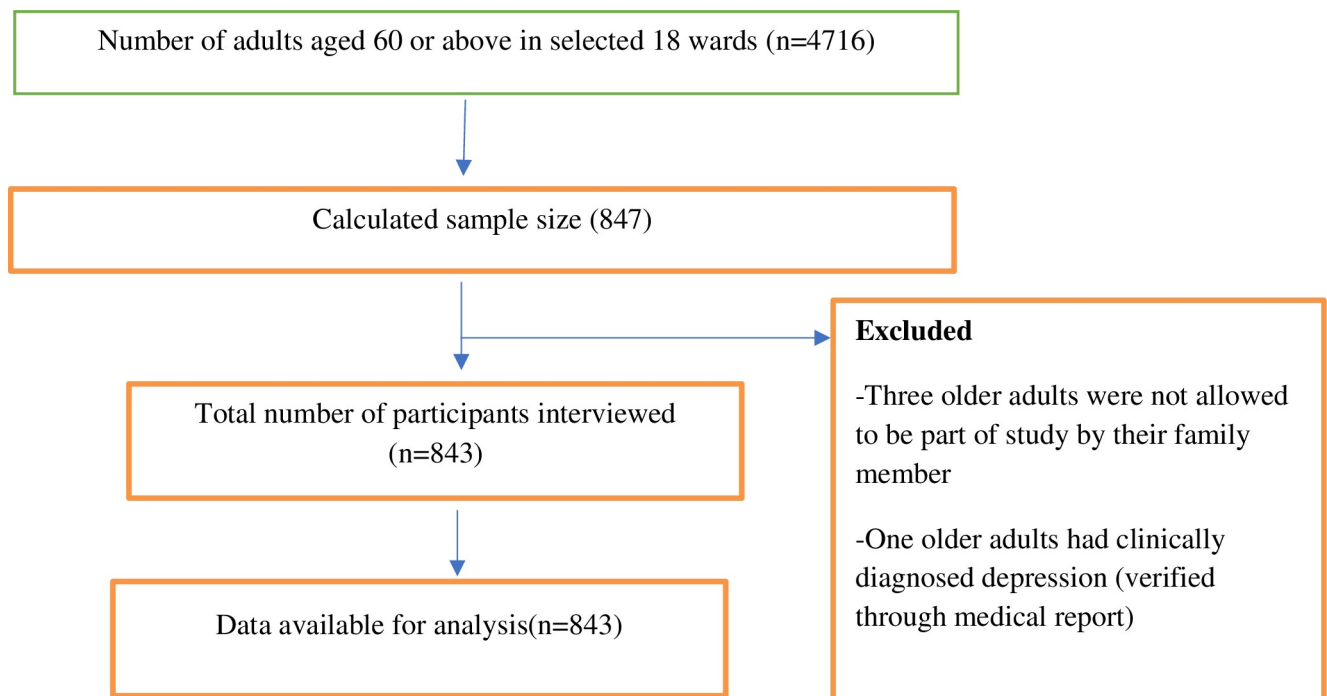 Number of adults aged 60 or above in selected 18 wards (n=4716)
Calculated sample size (847)
Excluded
-Three older adults were not allowed
to be part of study by their family
member
-One older adults had clinically
diagnosed depression (verified
through medical report)
Total number of participants interviewed
(n=843)
Data available for analysis(n=843)